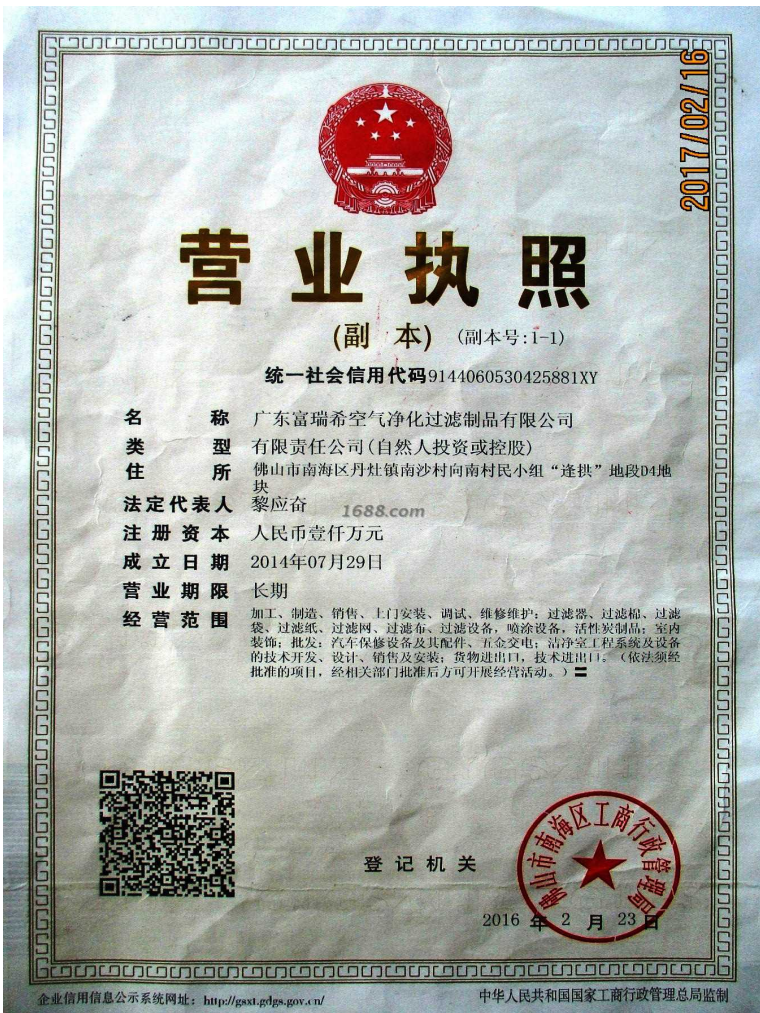 2017/02/16
营业执照
(副 本) (副本号:1-1)
统一社会信用代码9144060530425881XY
名 称 广东富瑞希空气净化过滤制品有限公司
类 型 有限责任公司(自然人投资或控股)
住 所 佛山市南海区丹灶镇南沙村向南村民小组“逢拱”地段D4地
块
法定代表人 黎应奋
1688.com
注册资本 人民币壹仟万元
成立日期 2014年07月29日
营业期限 长期
经营范围 加工、制造、销售、上门安装、调试、维修维护：过滤器、过滤棉、过滤
袋、过滤纸、过滤网、过滤布、过滤设备，喷涂设备，活性炭制品；室内
装饰；批发：汽车保修设备及其配件、五金交电；洁净室工程系统及设备
的技术开发、设计、销售及安装；货物进出口，技术进出口。（依法须经
批准的项目，经相关部门批准后方可开展经营活动。）〓
佛山市南海区工商行政管理局
登记机关
2016 年 2 月 23 日
企业信用信息公示系统网址：http://gsxt.gdgs.gov.cn/
中华人民共和国国家工商行政管理总局监制